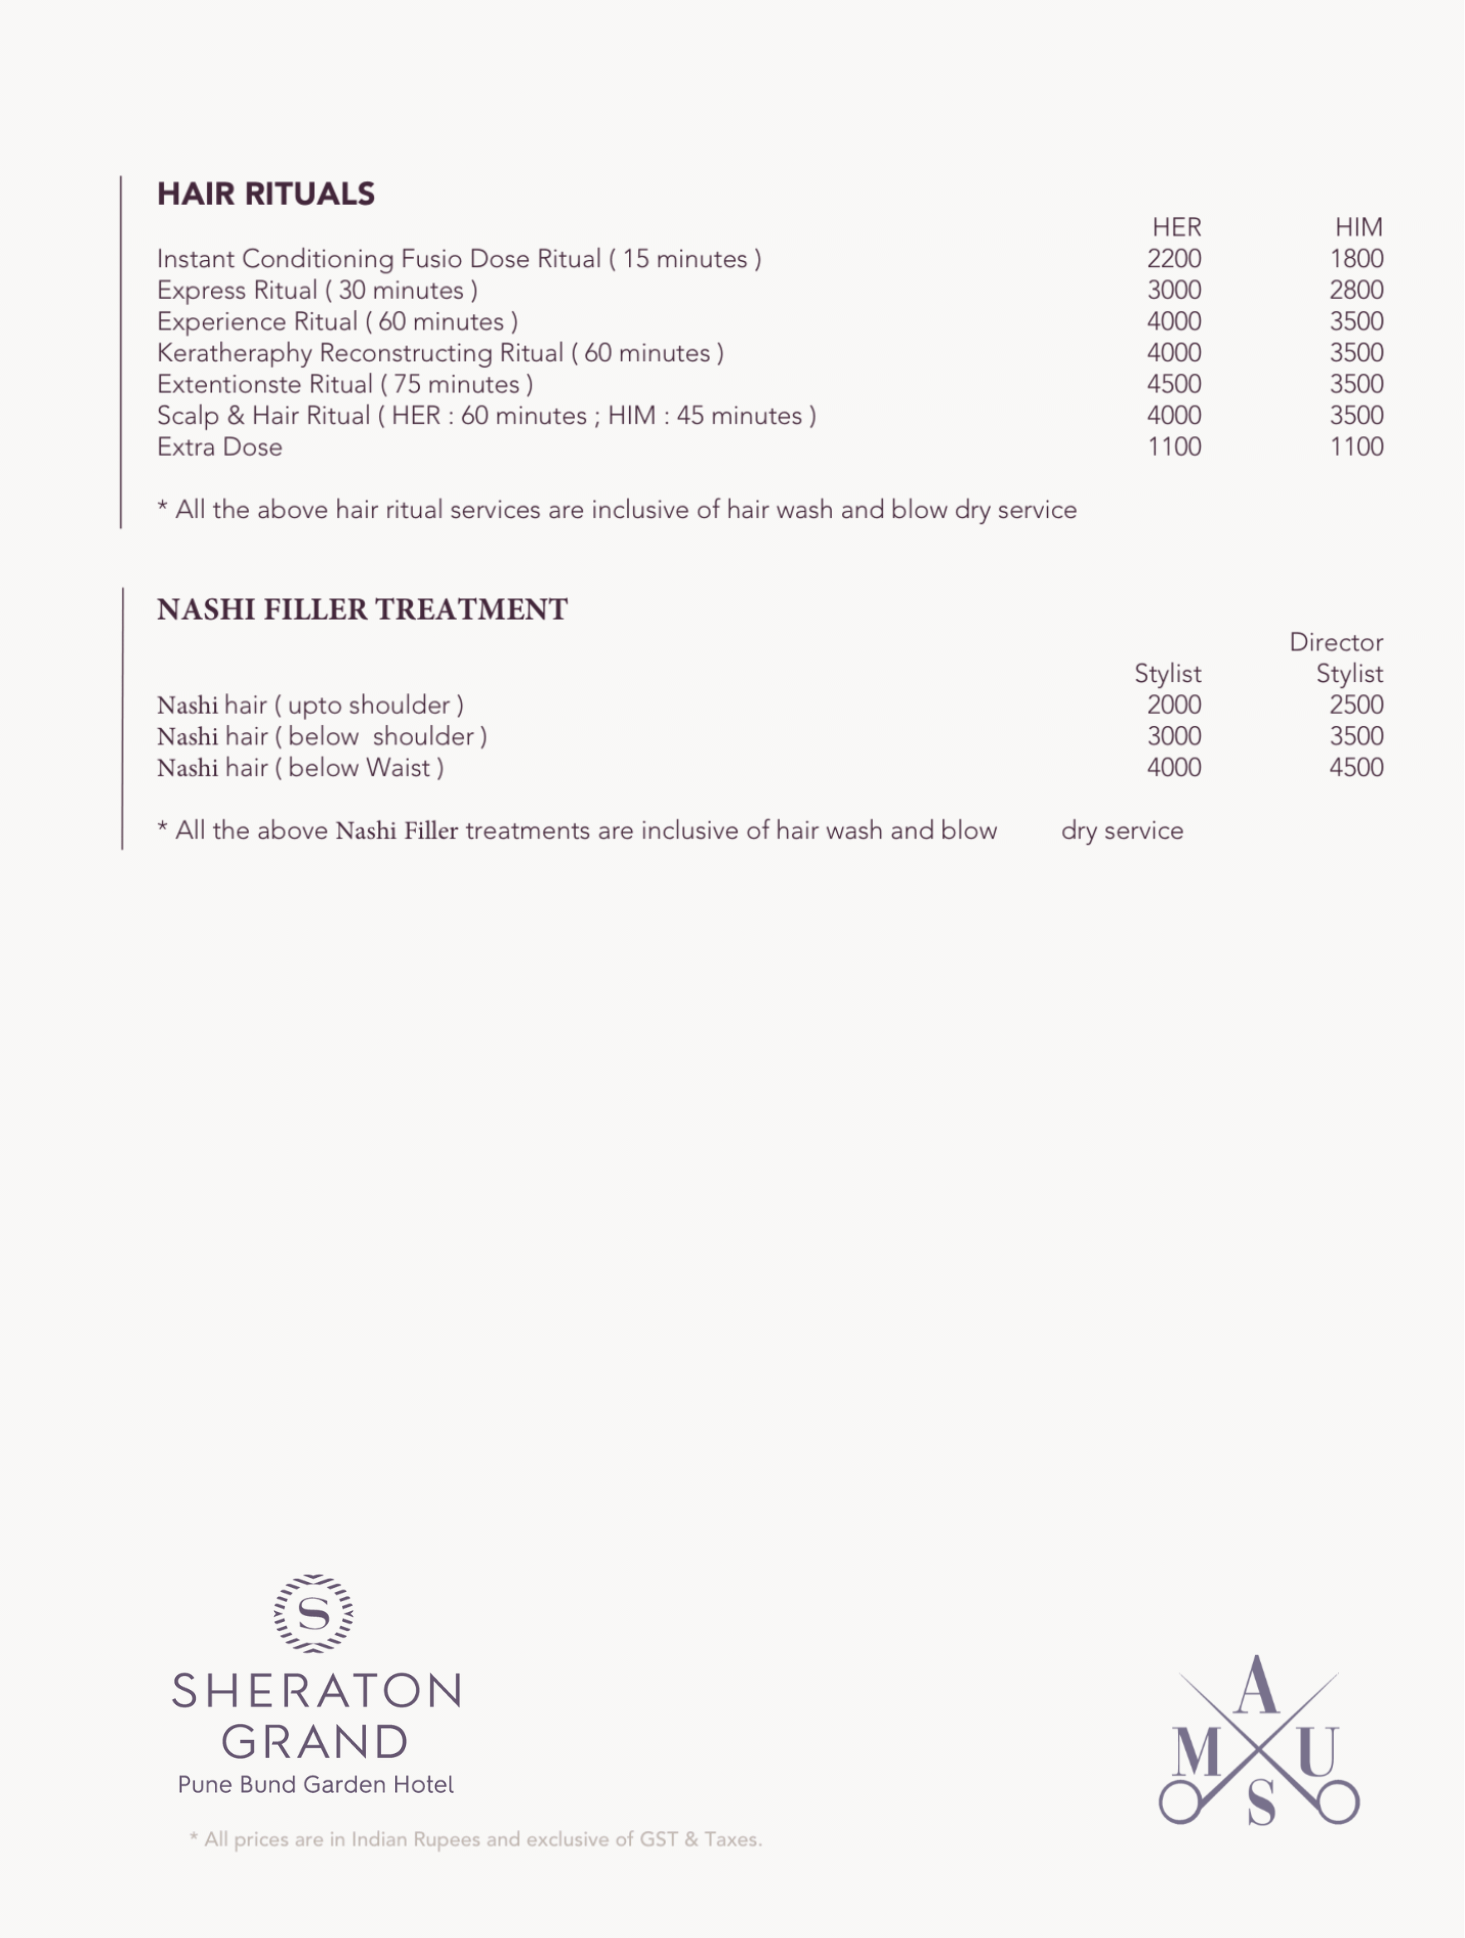 HAIR RITUALS
HER HIM
Instant Conditioning Fusio Dose Ritual ( 15 minutes ) 2200 1800
Express Ritual ( 30 minutes ) 3000 2800
Experience Ritual ( 60 minutes ) 4000 3500
Keratheraphy Reconstructing Ritual ( 60 minutes ) 4000 3500
Extentionste Ritual ( 75 minutes ) 4500 3500
Scalp & Hair Ritual ( HER : 60 minutes ; HIM : 45 minutes ) 4000 3500
Extra Dose 1100 1100
* All the above hair ritual services are inclusive of hair wash and blow dry service
NASHI FILLER TREATMENT
Director
Stylist Stylist
Nashi hair ( upto shoulder ) 2000 2500
Nashi hair ( below shoulder ) 3000 3500
Nashi hair ( below Waist ) 4000 4500
* All the above Nashi Filler treatments are inclusive of hair wash and blow dry service
S
SHERATON
GRAND
Pune Bund Garden Hotel
* All prices are in Indian Rupees and exclusive of GST & Taxes.
A
M U
S